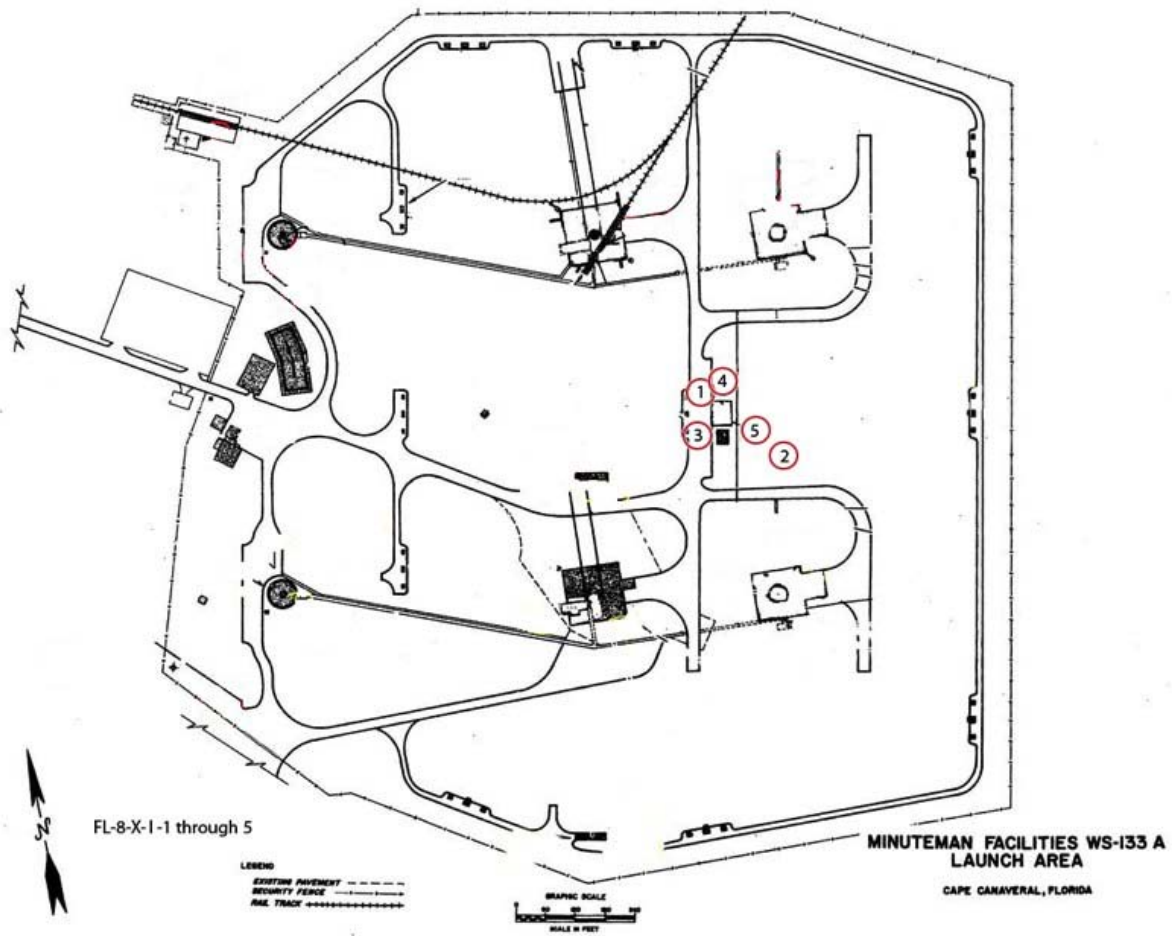 1
4
3
5
2
FL-8-X-1-1 through 5
LEGEND
EXISTING PAVEMENT
SECURITY FENCE
RAIL TRACK
GRAPHIC SCALE
SCALE IN FEET
MINUTEMAN FACILITIES WS-133 A
LAUNCH AREA
CAPE CANAVERAL, FLORIDA